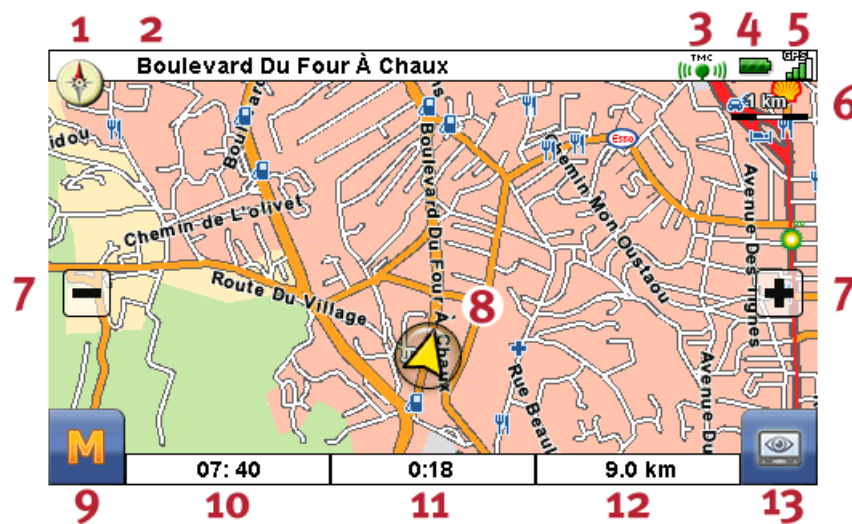 1 2 3 4 5
Boulevard Du Four À Chaux TMC GPS
1 km 6
idou
Boul
Boulevard Du Four À Chaux
Esso
Chemin Mon Oustaou
Chemin de L'olivet
Avenue Des
7 Route Du Village 8 7
Rue Beaul
Avenue Du
M
07: 40 0:18 9.0 km
9 10 11 12 13